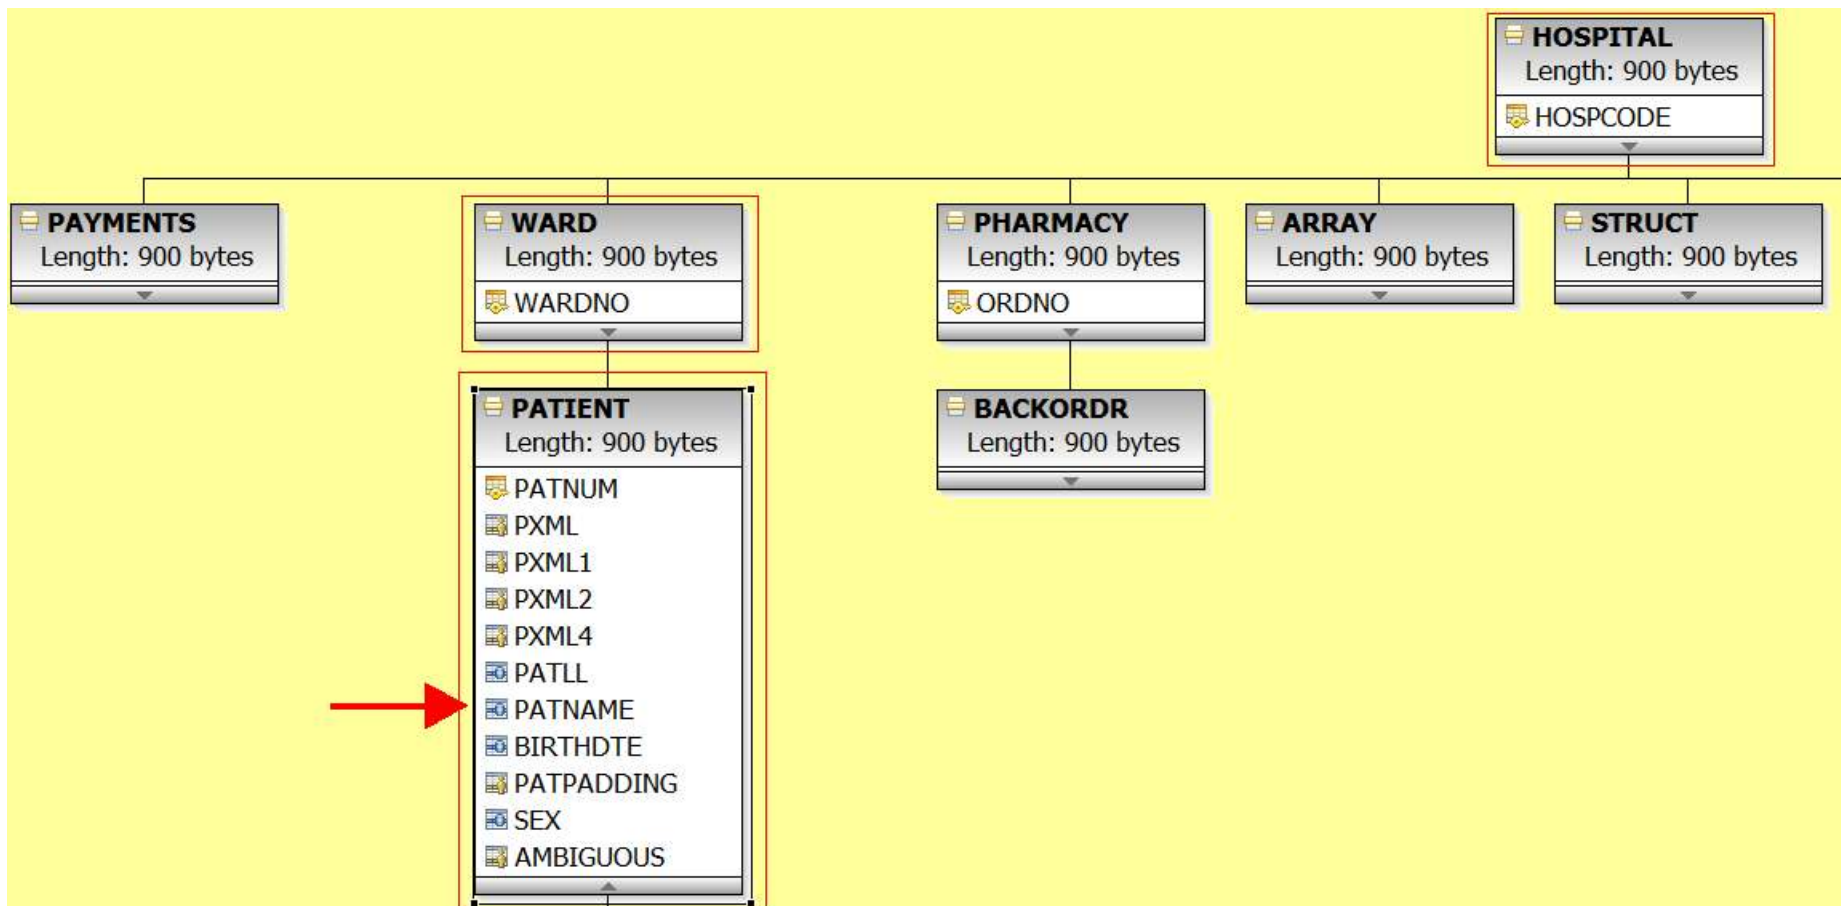 HOSPITAL
Length: 900 bytes
HOSPCODE
PAYMENTS
Length: 900 bytes
WARD
Length: 900 bytes
WARDNO
PHARMACY
Length: 900 bytes
ORDNO
ARRAY
Length: 900 bytes
STRUCT
Length: 900 bytes
PATIENT
Length: 900 bytes
PATNUM
PXML
PXML1
PXML2
PXML4
PATLL
PATNAME
BIRTHDTE
PATPADDING
SEX
AMBIGUOUS
BACKORDR
Length: 900 bytes